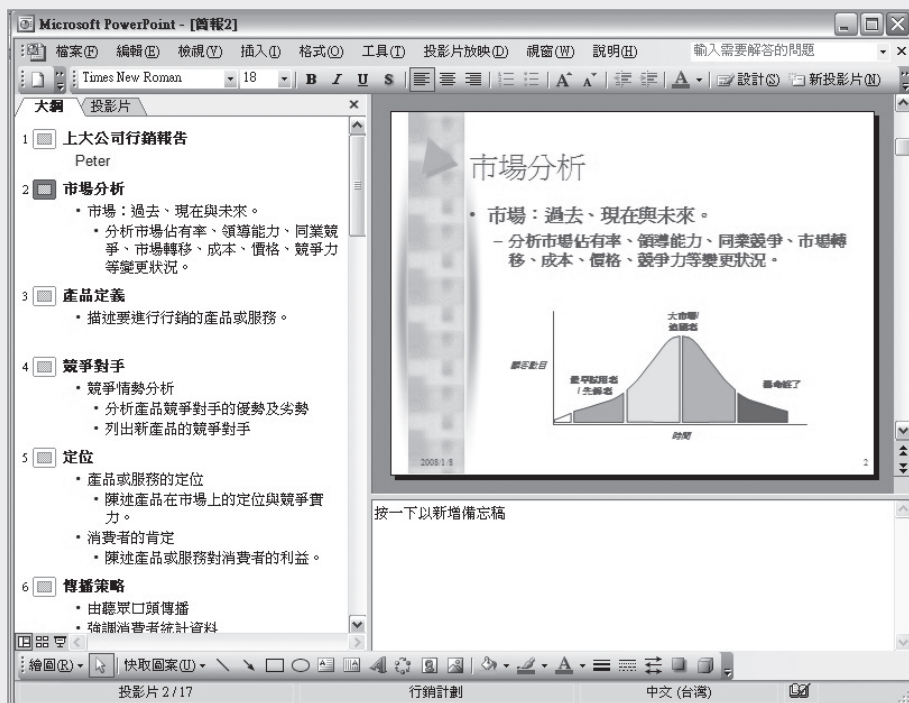 Microsoft PowerPoint - [簡報2]
檔案(F) 編輯(E) 檢視(V) 插入(I) 格式(O) 工具(T) 投影片放映(D) 視窗(W) 說明(H) 輸入需要解答的問題
Times New Roman 18 B I U S A A A 設計(S) 新投影片(N)
大綱 投影片
1 上大公司行銷報告
Peter
2 市場分析
• 市場：過去、現在與未來。
• 分析市場佔有率、領導能力、同業競
爭、市場轉移、成本、價格、競爭力
等變更狀況。
3 產品定義
• 描述要進行行銷的產品或服務。
4 競爭對手
• 競爭情勢分析
• 分析產品競爭對手的優勢及劣勢
• 列出新產品的競爭對手
5 定位
• 產品或服務的定位
• 陳述產品在市場上的定位與競爭實
力。
• 消費者的肯定
• 陳述產品或服務對消費者的利益。
6 傳播策略
• 由聽眾口頭傳播
• 強調消費者統計資料
市場分析
• 市場：過去、現在與未來。
– 分析市場佔有率、領導能力、同業競爭、市場轉
移、成本、價格、競爭力等變更狀況。
大市場/
追隨者
顧客數目
最早試用者
/先鋒者
壽命終了
時間
2008/1/8
2
按一下以新增備忘稿
繪圖(R) 快取圖案(U)
投影片 2 / 17 行銷計劃 中文 (台灣)